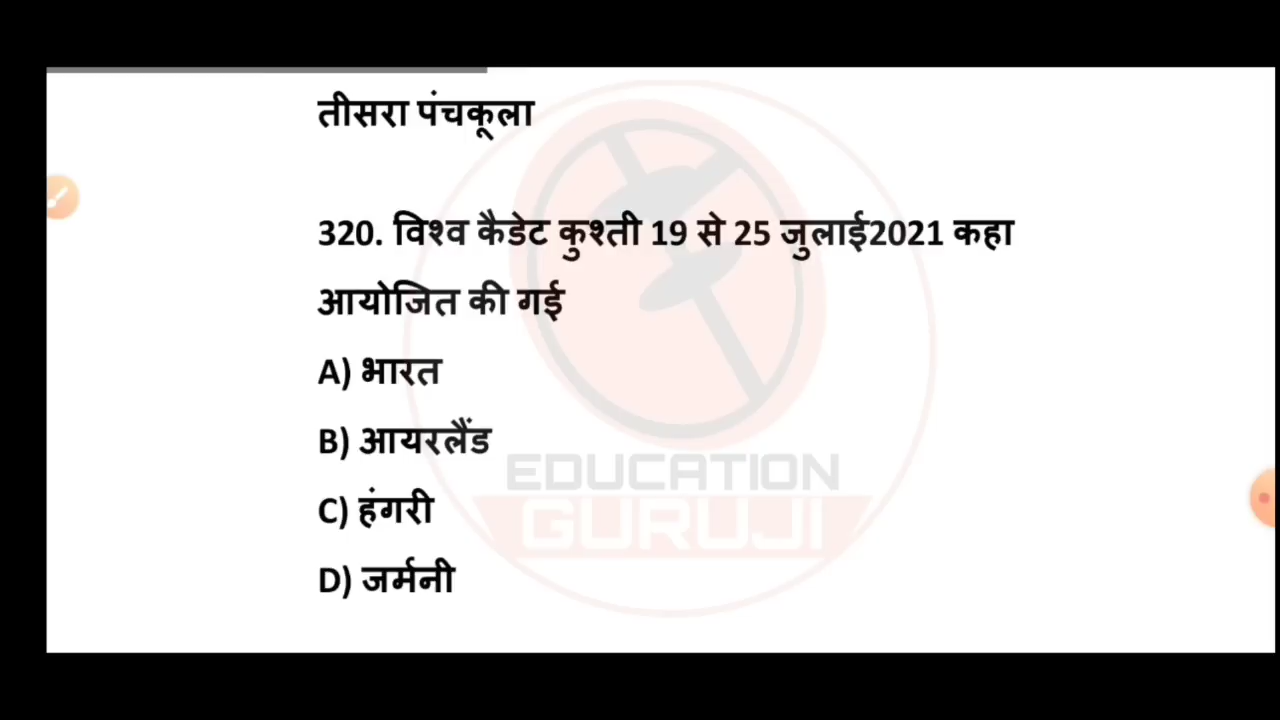 तीसरा पंचकूला
320. विश्व कैडेट कुश्ती 19 से 25 जुलाई2021 कहा
आयोजित की गई
A) भारत
B) आयरलैंड
C) हंगरी
D) जर्मनी
EDUCATION
GURUJI